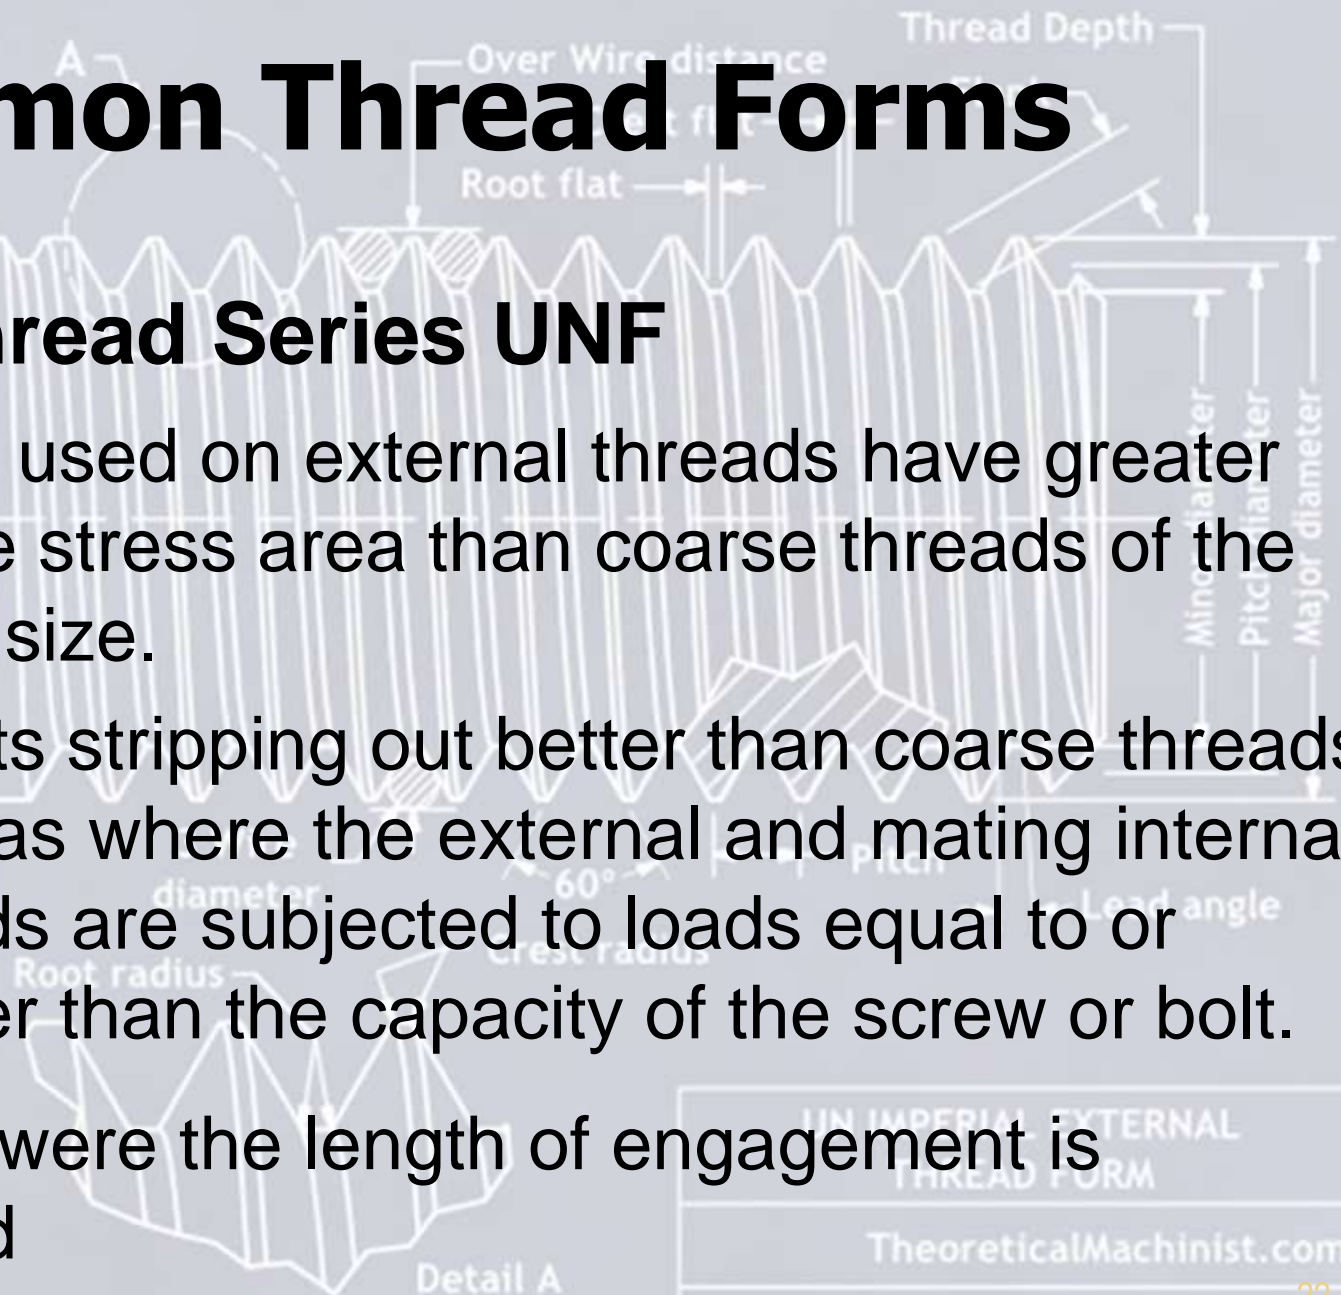 A
Over Wire distance
Thread Depth
mon Thread Forms
Root flat
hread Series UNF
used on external threads have greater
e stress area than coarse threads of the
size.
Minor diameter
Pitch diameter
Major diameter
ts stripping out better than coarse threads
as where the external and mating interna
diameter
60°
Pitch
ds are subjected to loads equal to or
Lead angle
Root radius
Crest radius
er than the capacity of the screw or bolt.
UN IMPERIAL EXTERNAL
THREAD FORM
were the length of engagement is
d
TheoreticalMachinist.com
Detail A